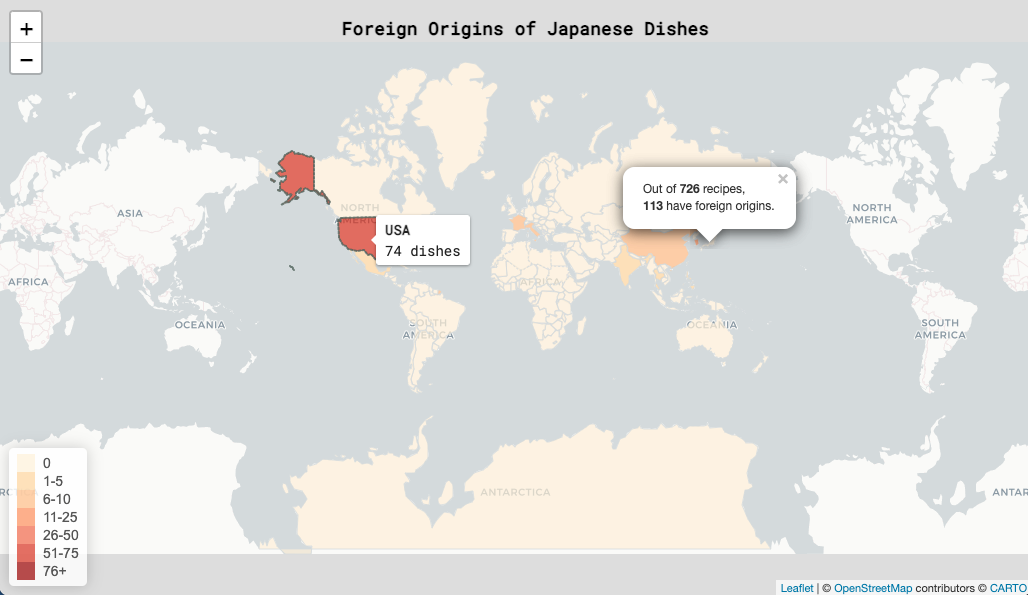 +
−
Foreign Origins of Japanese Dishes
×
Out of 726 recipes,
113 have foreign origins.
ASIA
NORTH
AMERICA
NORTH
AMERICA
USA
74 dishes
AFRICA
AFRICA
OCEANIA
SOUTH
AMERICA
OCEANIA
SOUTH
AMERICA
0
1-5
6-10
11-25
26-50
51-75
76+
ANTARCTICA
ANTAR
Leaflet | © OpenStreetMap contributors © CARTO